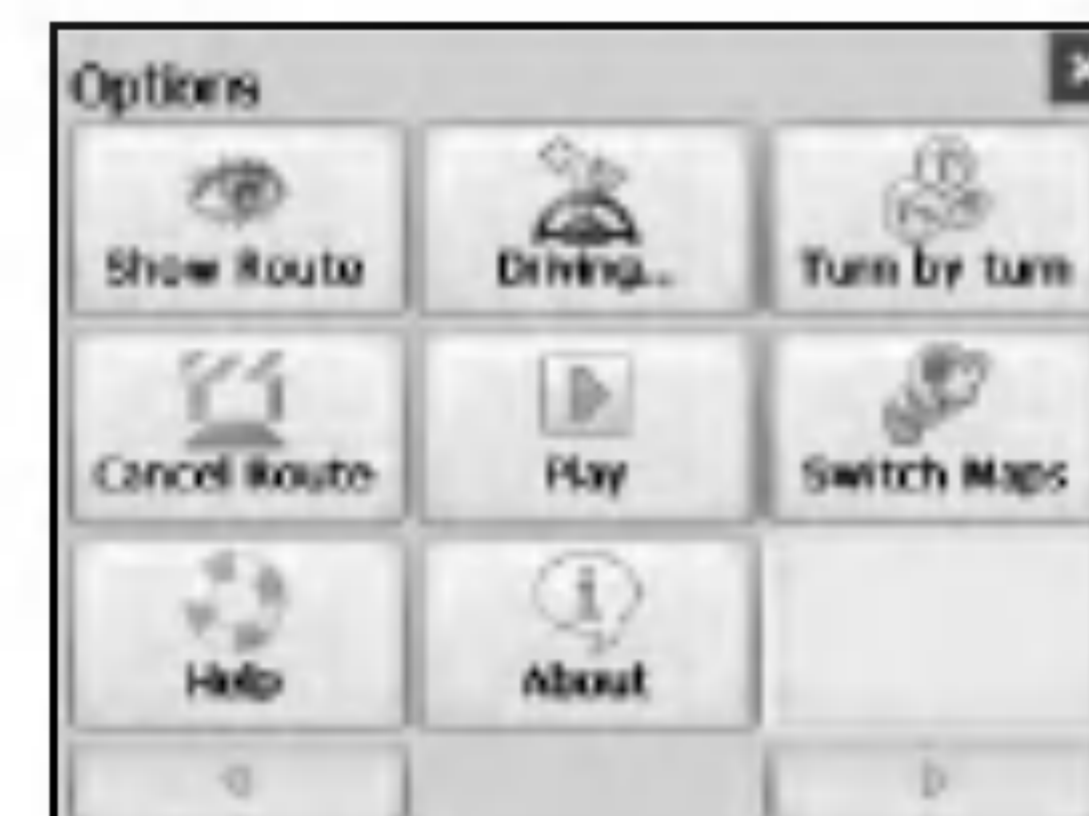 Options
Show Route
Driving...
Turn by turn
Cancel Route
Play
Switch Maps
Help
About